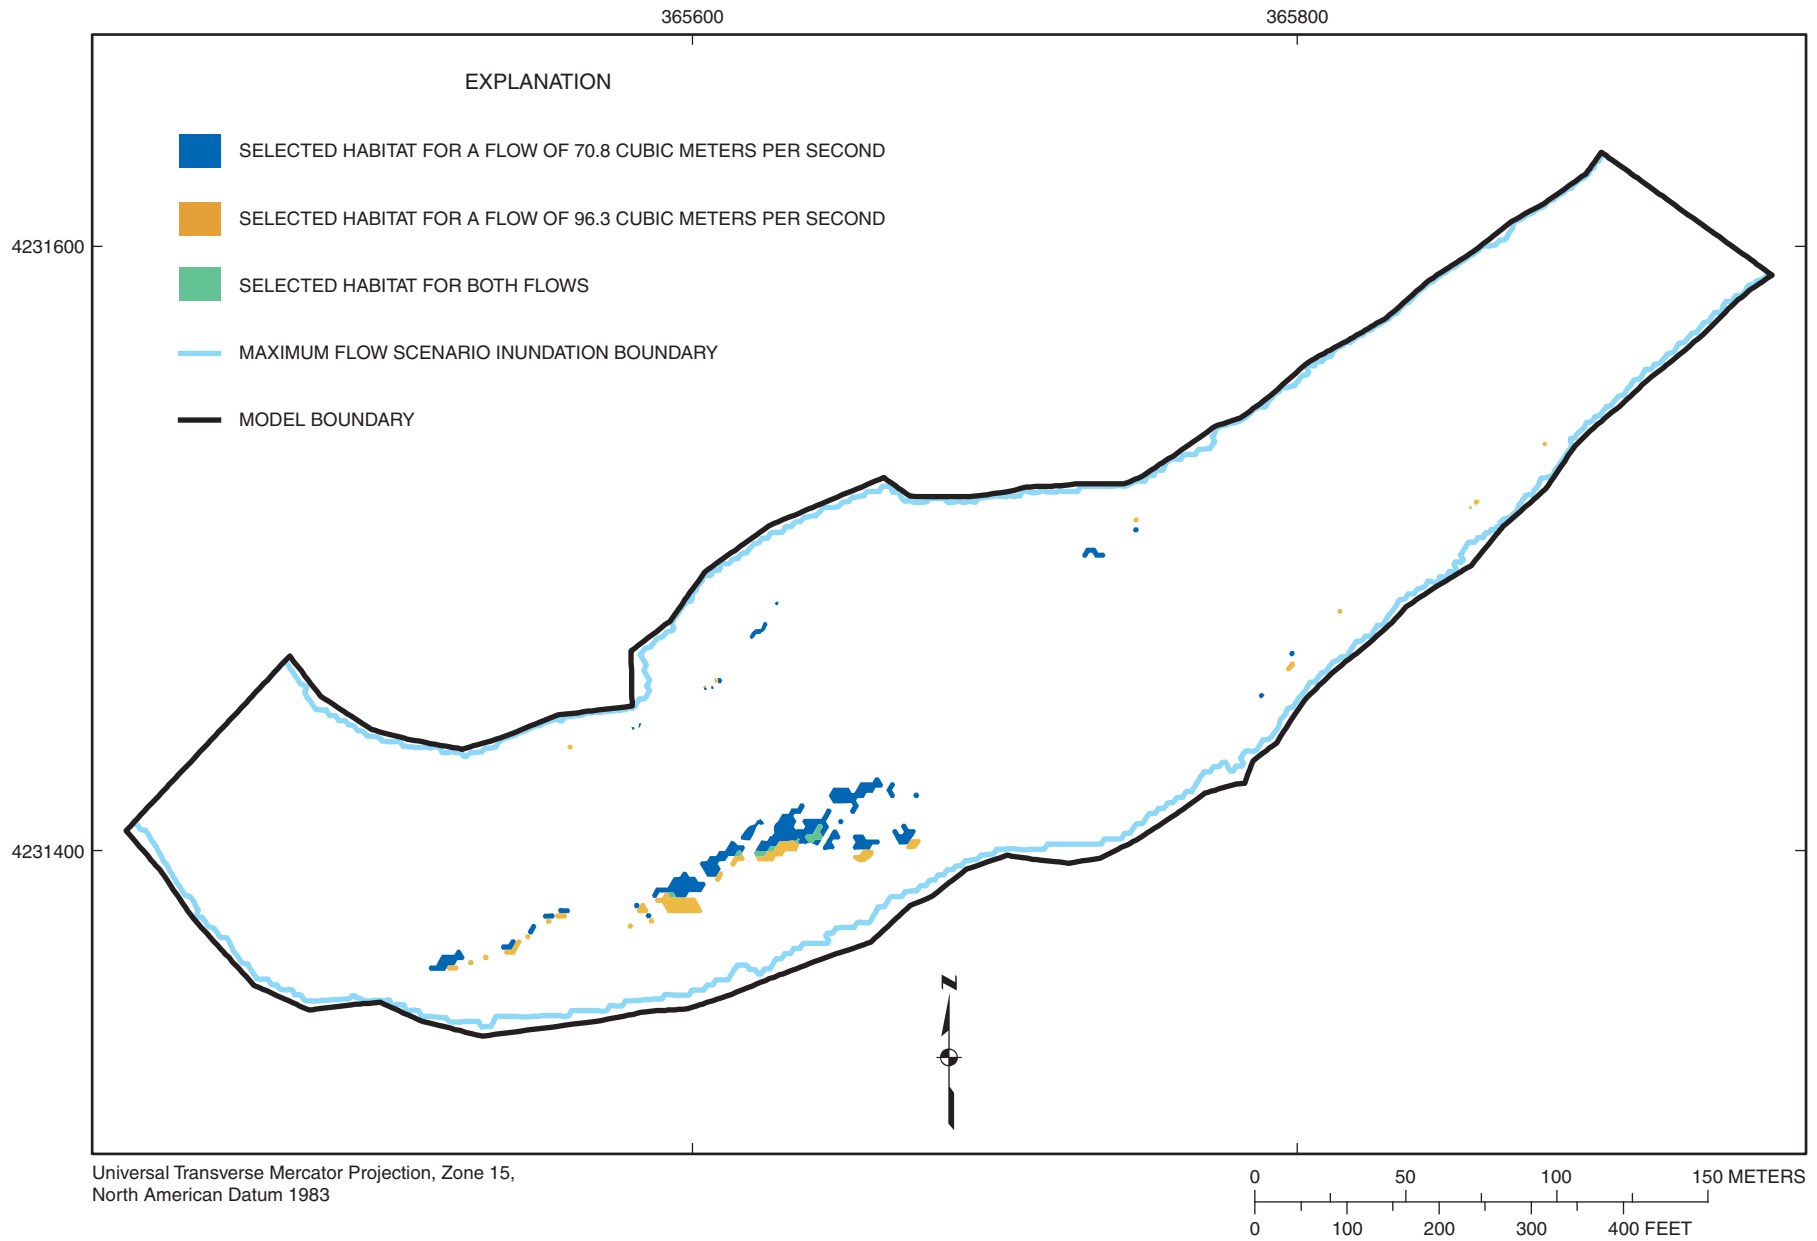 365600 365800
EXPLANATION
SELECTED HABITAT FOR A FLOW OF 70.8 CUBIC METERS PER SECOND
SELECTED HABITAT FOR A FLOW OF 96.3 CUBIC METERS PER SECOND
4231600
SELECTED HABITAT FOR BOTH FLOWS
MAXIMUM FLOW SCENARIO INUNDATION BOUNDARY
MODEL BOUNDARY
4231400
N
Universal Transverse Mercator Projection, Zone 15,
North American Datum 1983
0 50 100 150 METERS
0 100 200 300 400 FEET